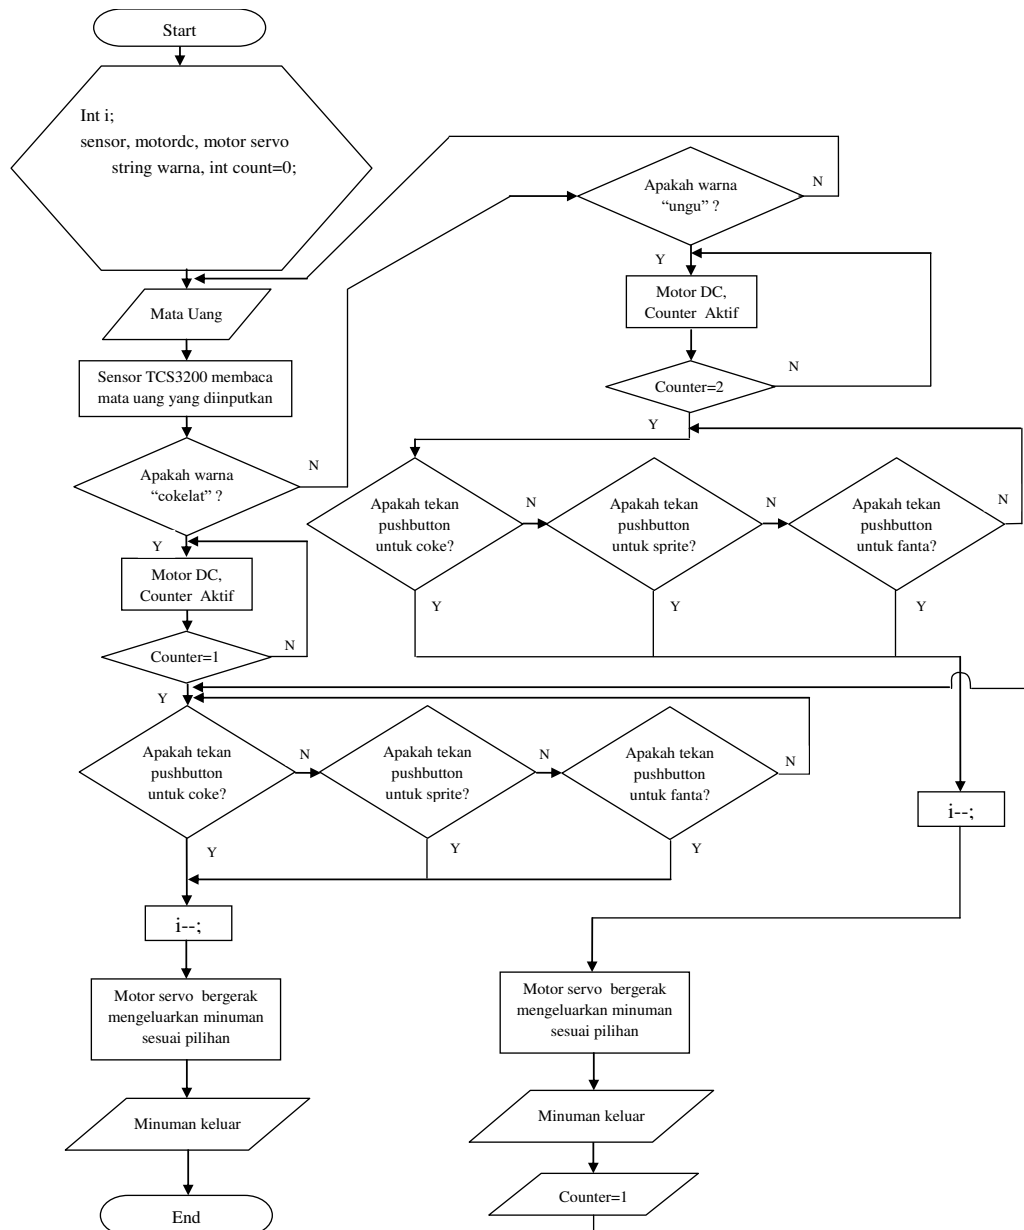 Start
Int i;
sensor, motordc, motor servo
string warna, int count=0;
Mata Uang
Sensor TCS3200 membaca
mata uang yang diinputkan
Apakah warna
“cokelat” ?
N
Y
Motor DC,
Counter Aktif
Counter=1
N
Y
Apakah tekan
pushbutton
untuk coke?
N
Apakah tekan
pushbutton
untuk sprite?
N
Apakah tekan
pushbutton
untuk fanta?
N
Y
Y
Y
i--;
Motor servo bergerak
mengeluarkan minuman
sesuai pilihan
Minuman keluar
End
Apakah warna
“ungu” ?
N
Y
Motor DC,
Counter Aktif
Counter=2
N
Y
Apakah tekan
pushbutton
untuk coke?
N
Apakah tekan
pushbutton
untuk sprite?
N
Apakah tekan
pushbutton
untuk fanta?
N
Y
Y
Y
i--;
Motor servo bergerak
mengeluarkan minuman
sesuai pilihan
Minuman keluar
Counter=1